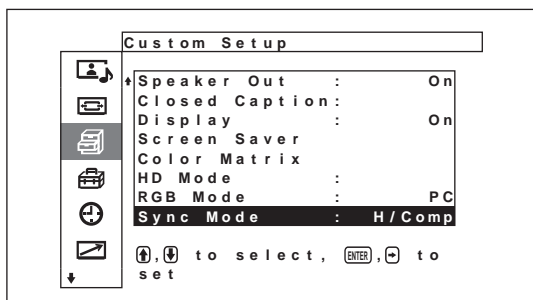 Custom Setup
Speaker Out : On
Closed Caption :
Display : On
Screen Saver
Color Matrix
HD Mode :
RGB Mode : PC
Sync Mode : H/Comp
↑,↓ to select, ENTER,→ to
set